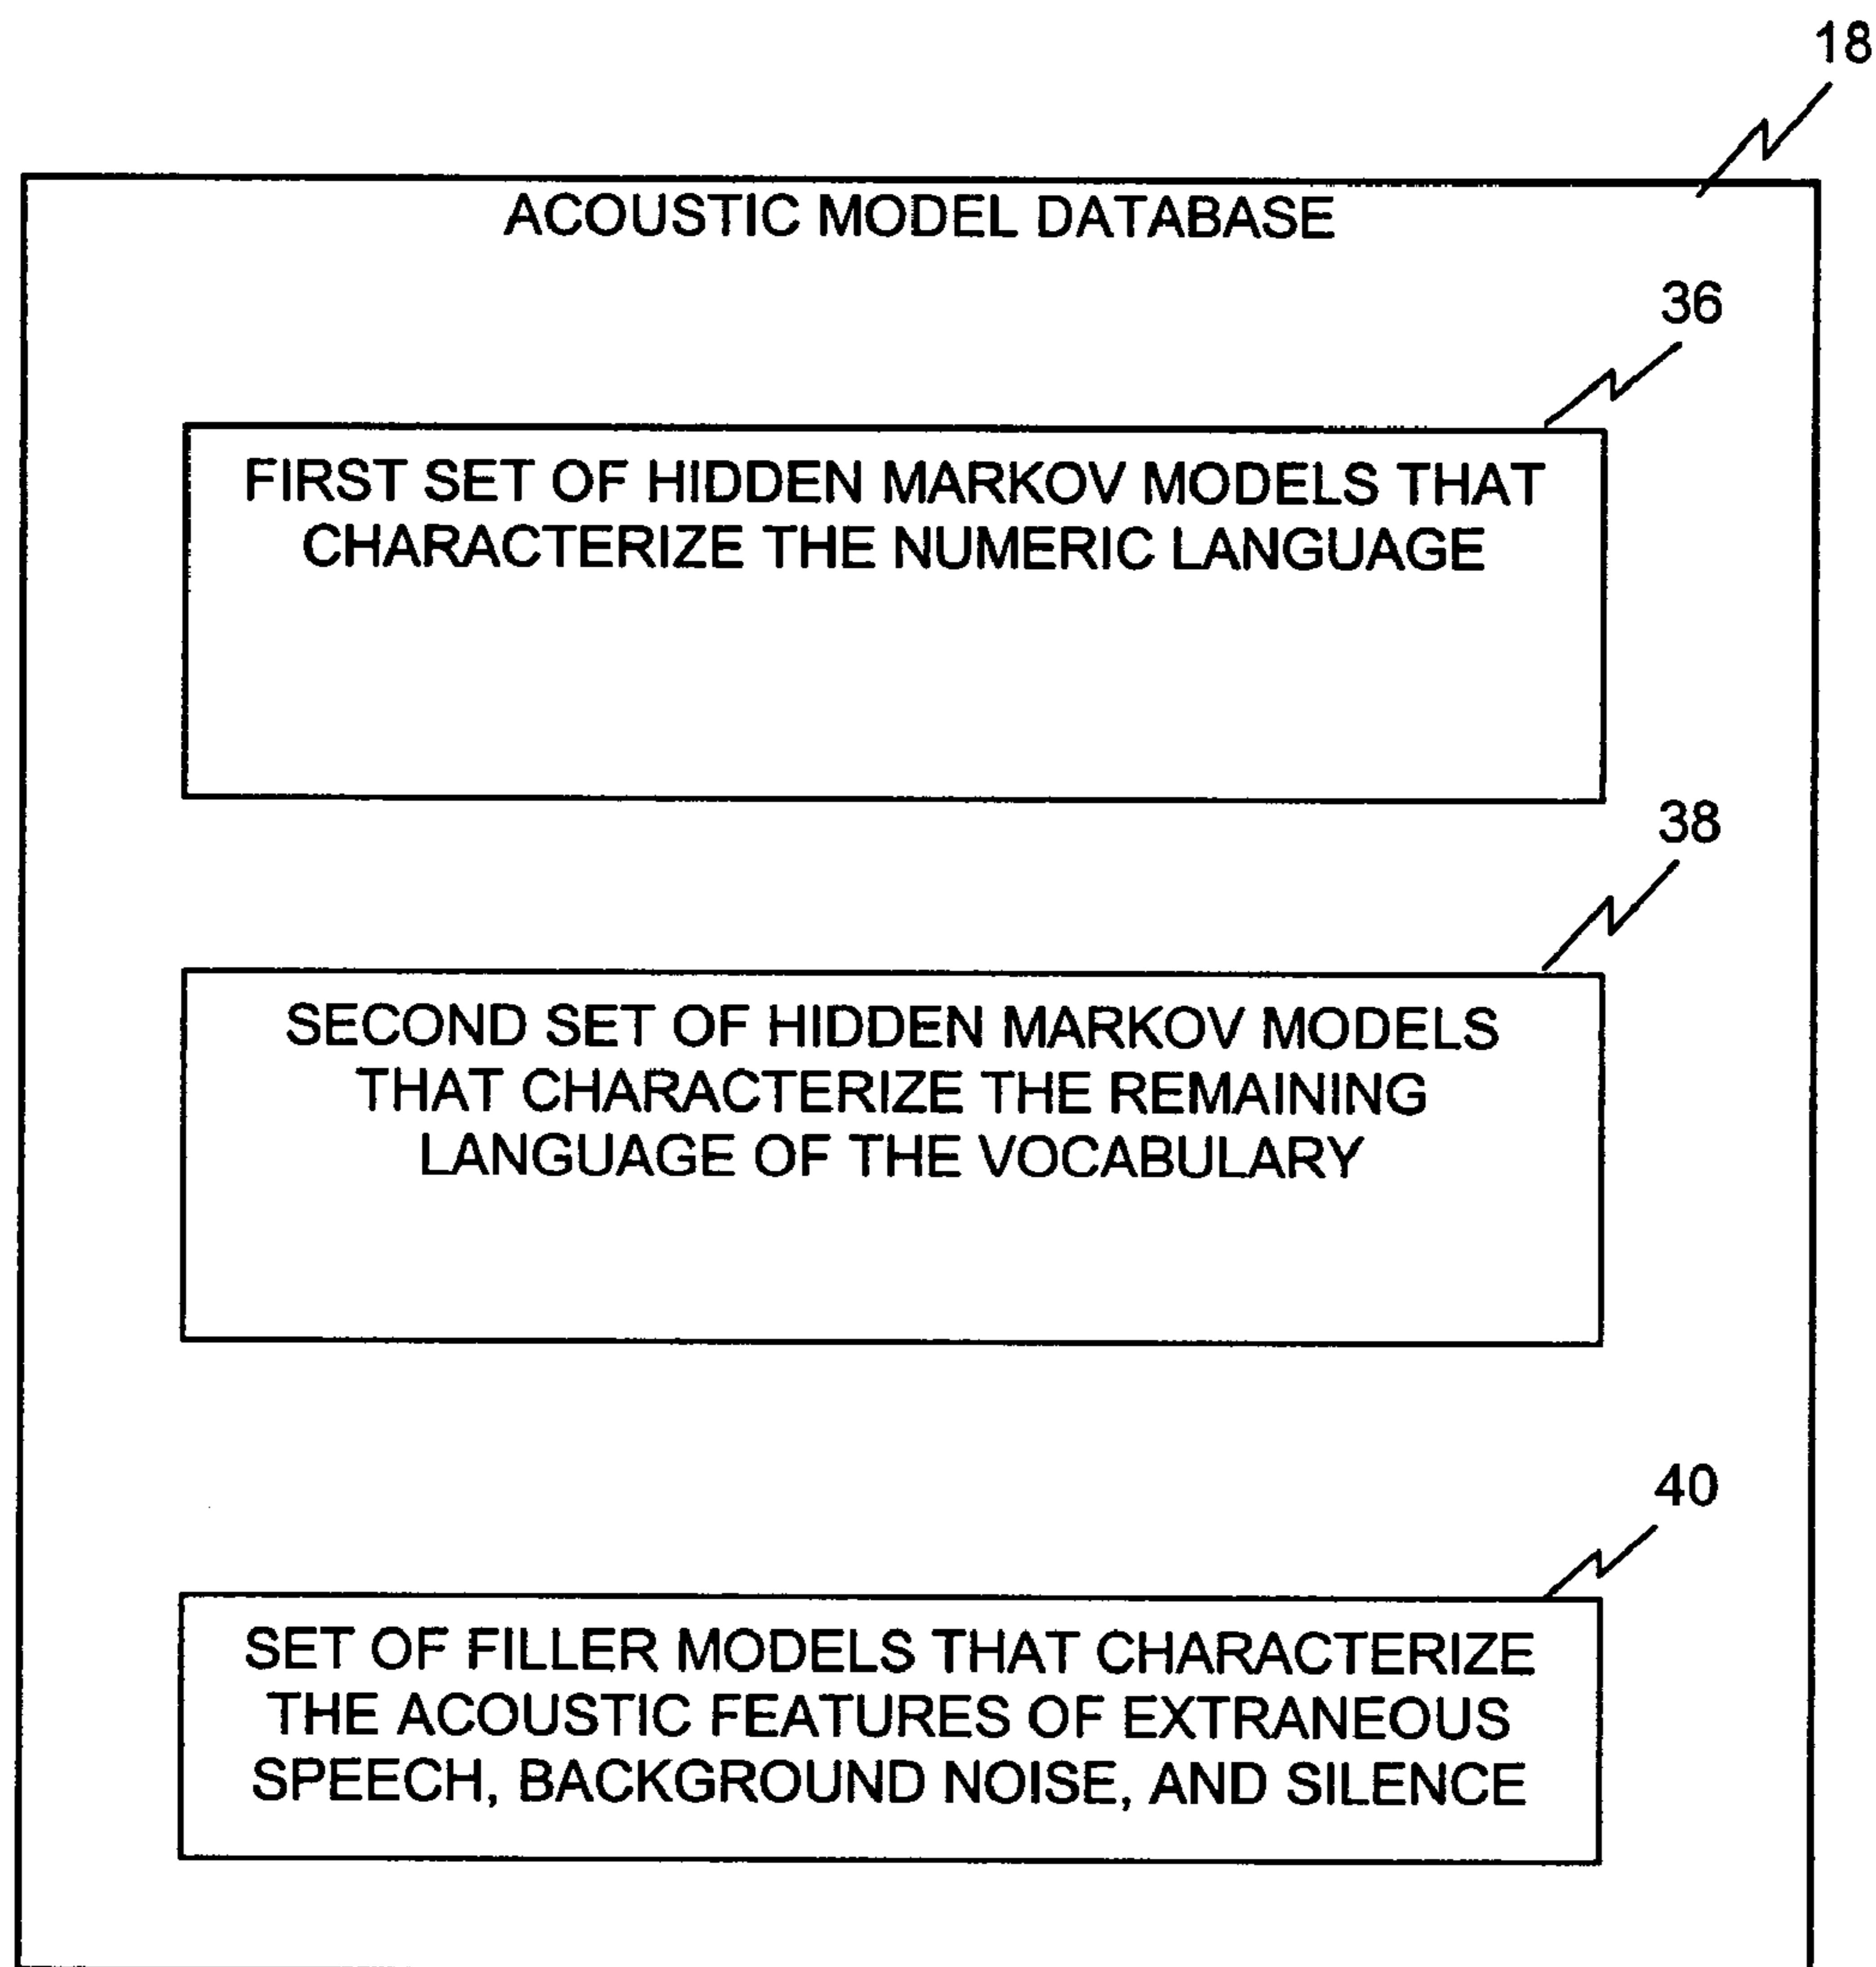 18
ACOUSTIC MODEL DATABASE
36
FIRST SET OF HIDDEN MARKOV MODELS THAT
CHARACTERIZE THE NUMERIC LANGUAGE
38
SECOND SET OF HIDDEN MARKOV MODELS
THAT CHARACTERIZE THE REMAINING
LANGUAGE OF THE VOCABULARY
40
SET OF FILLER MODELS THAT CHARACTERIZE
THE ACOUSTIC FEATURES OF EXTRANEOUS
SPEECH, BACKGROUND NOISE, AND SILENCE